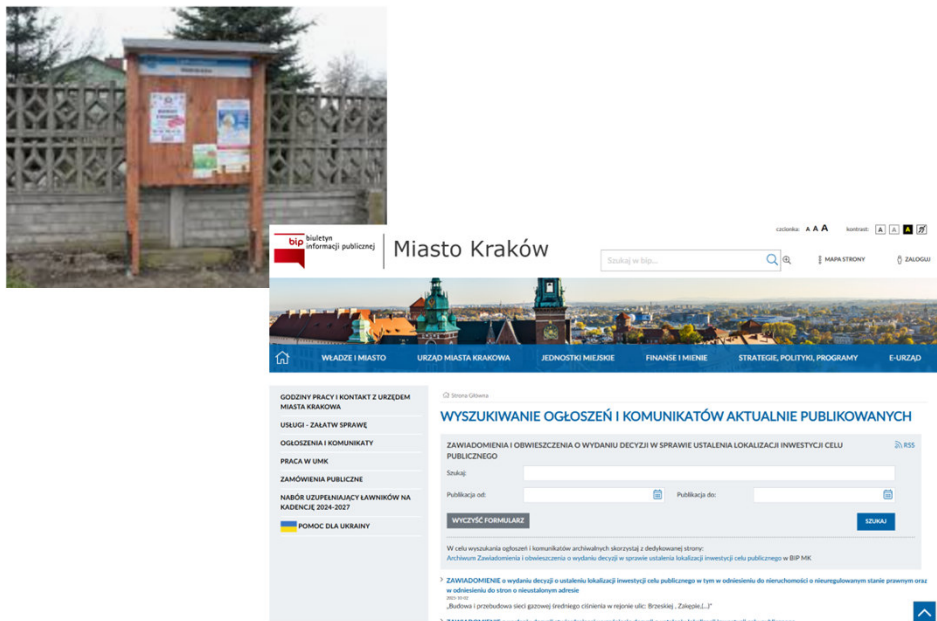 bip
biuletyn
informacji publicznej
Miasto Kraków
czcionka: A A A kontrast: A A A
Szukaj w bip...
MAPA STRONY
ZALOGUJ
WŁADZE I MIASTO
URZĄD MIASTA KRAKOWA
JEDNOSTKI MIEJSKIE
FINANSE I MIENIE
STRATEGIE, POLITYKI, PROGRAMY
E-URZĄD
GODZINY PRACY I KONTAKT Z URZĘDEM
MIASTA KRAKOWA
USŁUGI - ZAŁATW SPRAWĘ
OGŁOSZENIA I KOMUNIKATY
PRACA W UMK
ZAMÓWIENIA PUBLICZNE
NABÓR UZUPEŁNIAJĄCY ŁAWNIKÓW NA
KADENCJĘ 2024-2027
POMOC DLA UKRAINY
Strona Główna
WYSZUKIWANIE OGŁOSZEŃ I KOMUNIKATÓW AKTUALNIE PUBLIKOWANYCH
ZAWIADOMIENIA I OBWIESZCZENIA O WYDANIU DECYZJI W SPRAWIE USTALENIA LOKALIZACJI INWESTYCJI CELU
PUBLICZNEGO
RSS
Szukaj:
Publikacja od:
Publikacja do:
WYCZYŚĆ FORMULARZ
SZUKAJ
W celu wyszukania ogłoszeń i komunikatów archiwalnych skorzystaj z dedykowanej strony:
Archiwum Zawiadomienia i obwieszczenia o wydaniu decyzji w sprawie ustalenia lokalizacji inwestycji celu publicznego w BIP MK
ZAWIADOMIENIE o wydaniu decyzji o ustaleniu lokalizacji inwestycji celu publicznego w tym w odniesieniu do nieruchomości o nieuregulowanym stanie prawnym oraz
w odniesieniu do stron o nieustalonym adresie
„Budowa i przebudowa sieci gazowej średniego ciśnienia w rejonie ulic: Brzeskiej , Zakępie,[...]"